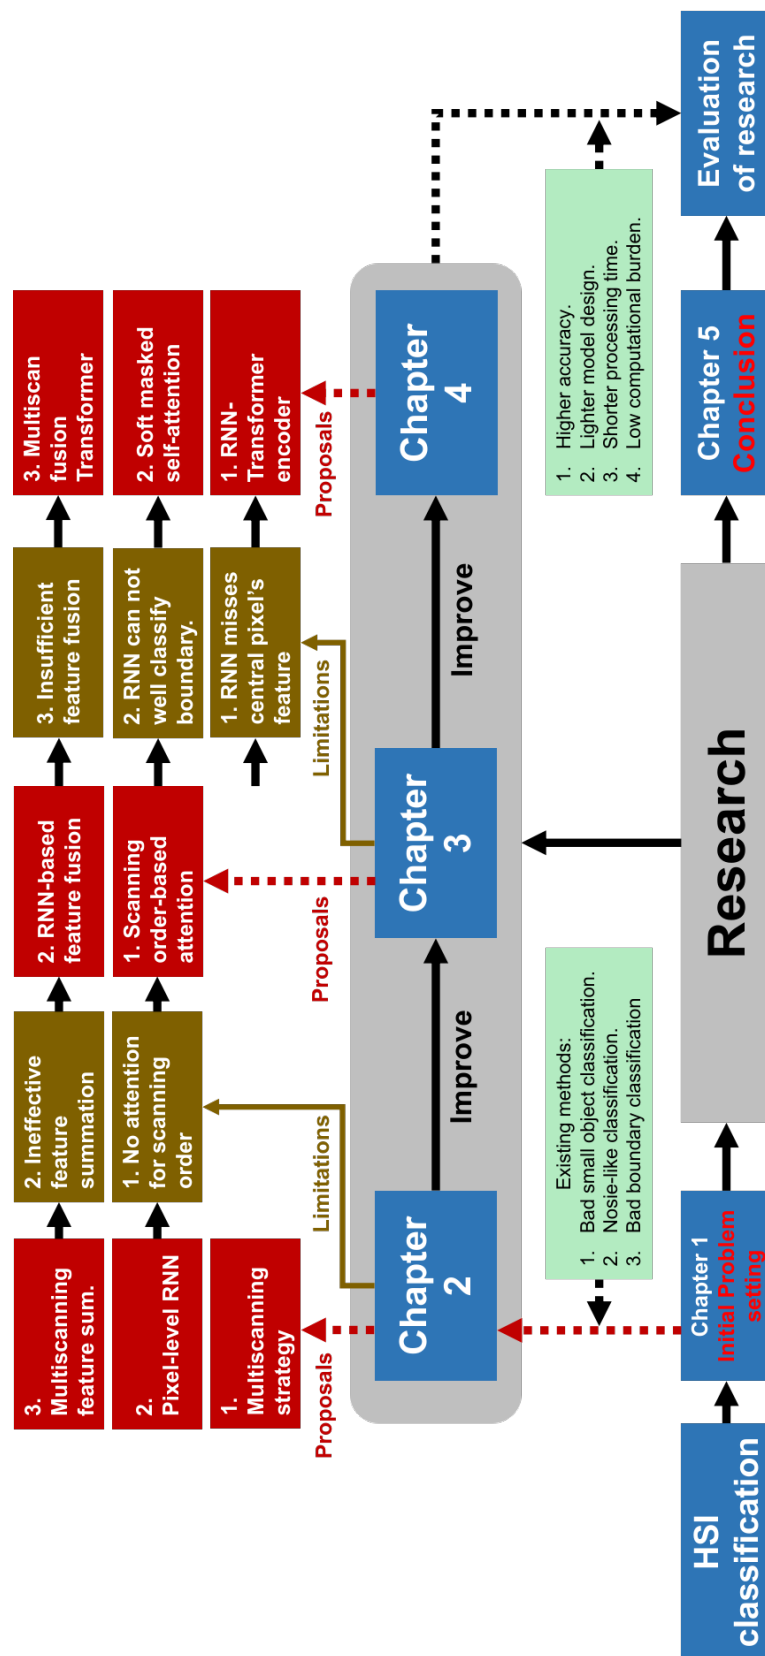 3. Multiscanning
feature sum.
2.
Pixel-level RNN
1.
Multiscanning
strategy
2. Ineffective
feature
summation
1. No attention
for scanning
order
2. RNN-based
feature fusion
1. Scanning
order-based
attention
3. Insufficient
feature fusion
2. RNN can not
well classify
boundary.
1. RNN misses
central pixel's
feature
3. Multiscan
fusion
Transformer
2. Soft masked
self-attention
1. RNN-
Transformer
encoder
Proposals
Limitations
Proposals
Limitations
Proposals
Chapter
2
Improve
Chapter
3
Improve
Chapter
4
Existing methods:
1. Bad small object classification.
2. Nosie-like classification.
3. Bad boundary classification
1. Higher accuracy.
2. Lighter model design.
3. Shorter processing time.
4. Low computational burden.
HSI
classification
Chapter 1
Initial Problem
setting
Research
Chapter 5
Conclusion
Evaluation
of research